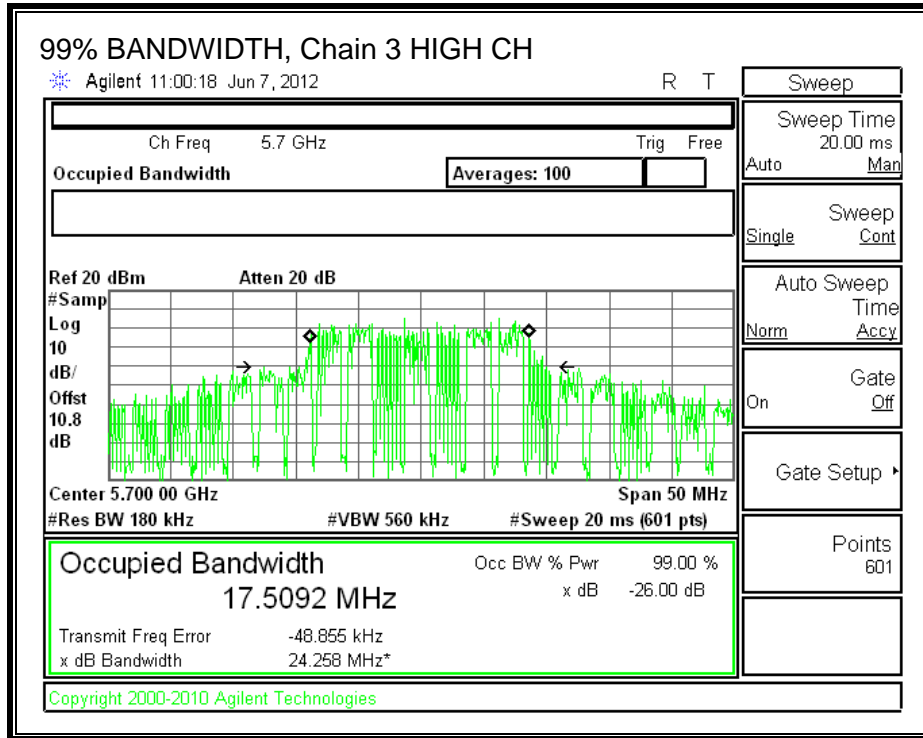 99% BANDWIDTH, Chain 3 HIGH CH
Agilent 11:00:18 Jun 7, 2012 R T
Ch Freq 5.7 GHz Trig Free
Occupied Bandwidth Averages: 100
Ref 20 dBm Atten 20 dB
#Samp
Log
10
dB/
Offst
10.8
dB
Center 5.700 00 GHz Span 50 MHz
#Res BW 180 kHz #VBW 560 kHz #Sweep 20 ms (601 pts)
Occupied Bandwidth Occ BW % Pwr 99.00 %
17.5092 MHz x dB -26.00 dB
Transmit Freq Error -48.855 kHz
x dB Bandwidth 24.258 MHz*
Copyright 2000-2010 Agilent Technologies
Sweep
Sweep Time
20.00 ms
Auto Man
Sweep
Single Cont
Auto Sweep
Time
Norm Accy
Gate
On Off
Gate Setup
Points
601